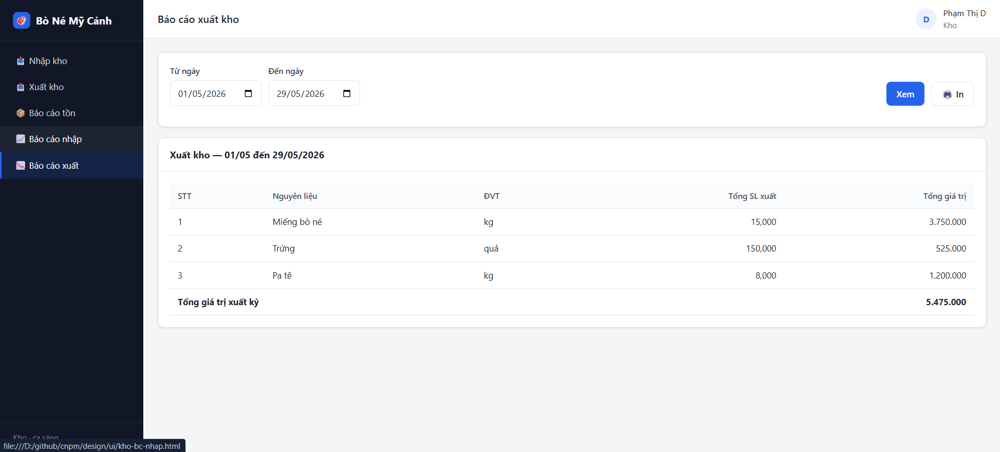 Bò Né Mỹ Cảnh
Nhập kho
Xuất kho
Báo cáo tồn
Báo cáo nhập
Báo cáo xuất
Kho · ca sáng
file:///D:/github/cnpm/design/ui/kho-bc-nhap.html
Báo cáo xuất kho
D
Phạm Thị D
Kho
Từ ngày
Đến ngày
01/05/2026
29/05/2026
Xem
In
Xuất kho — 01/05 đến 29/05/2026
STT Nguyên liệu ĐVT Tổng SL xuất Tổng giá trị
1 Miếng bò né kg 15,000 3.750.000
2 Trứng quả 150,000 525.000
3 Pa tê kg 8,000 1.200.000
Tổng giá trị xuất kỳ 5.475.000